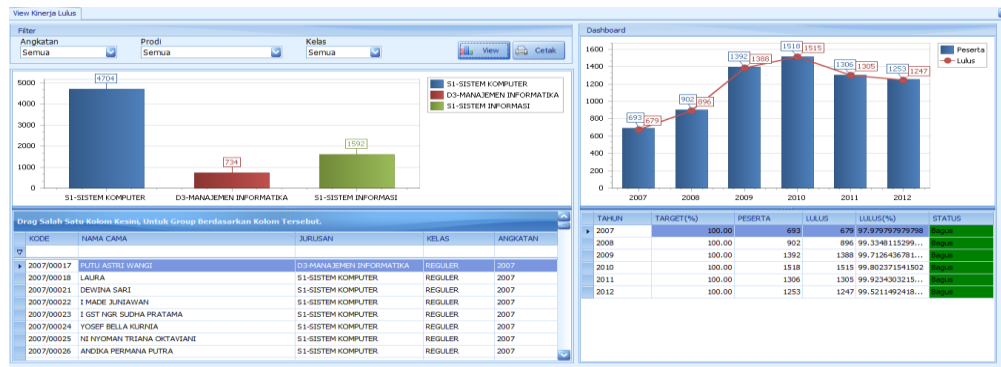 View Kinerja Lulus
Filter
Angkatan Prodi Kelas
Semua Semua Semua View Cetak
5000
4000
3000
2000
1000
0
4704
734
1592
S1-SISTEM KOMPUTER D3-MANAJEMEN INFORMATIKA S1-SISTEM INFORMASI
S1-SISTEM KOMPUTER
D3-MANAJEMEN INFORMATIKA
S1-SISTEM INFORMASI
Drag Salah Satu Kolom Kesini, Untuk Group Berdasarkan Kolom Tersebut.
KODE NAMA CAMA JURUSAN KELAS ANGKATAN
2007/00017 PUTU ASTRI WANGI D3-MANAJEMEN INFORMATIKA REGULER 2007
2007/00018 LAURA S1-SISTEM KOMPUTER REGULER 2007
2007/00021 DEWINA SARI S1-SISTEM KOMPUTER REGULER 2007
2007/00022 I MADE JUNIAWAN S1-SISTEM KOMPUTER REGULER 2007
2007/00023 I GST NGR SUDHA PRATAMA S1-SISTEM KOMPUTER REGULER 2007
2007/00024 YOSEF BELLA KURNIA S1-SISTEM KOMPUTER REGULER 2007
2007/00025 NI NYOMAN TRIANA OKTAVIANI S1-SISTEM KOMPUTER REGULER 2007
2007/00026 ANDIKA PERMANA PUTRA S1-SISTEM KOMPUTER REGULER 2007
Dashboard
1600
1400
1200
1000
800
600
400
200
0
693 679
902 896
1392 1388
1518 1515
1306 1305
1253 1247
2007 2008 2009 2010 2011 2012
Peserta
Lulus
TAHUN TARGET(%) PESERTA LULUS LULUS(%) STATUS
2007 100.00 693 679 97.979797979798 Bagus
2008 100.00 902 896 99.3348115299... Bagus
2009 100.00 1392 1388 99.7126436781... Bagus
2010 100.00 1518 1515 99.802371541502 Bagus
2011 100.00 1306 1305 99.9234303215... Bagus
2012 100.00 1253 1247 99.5211492418... Bagus